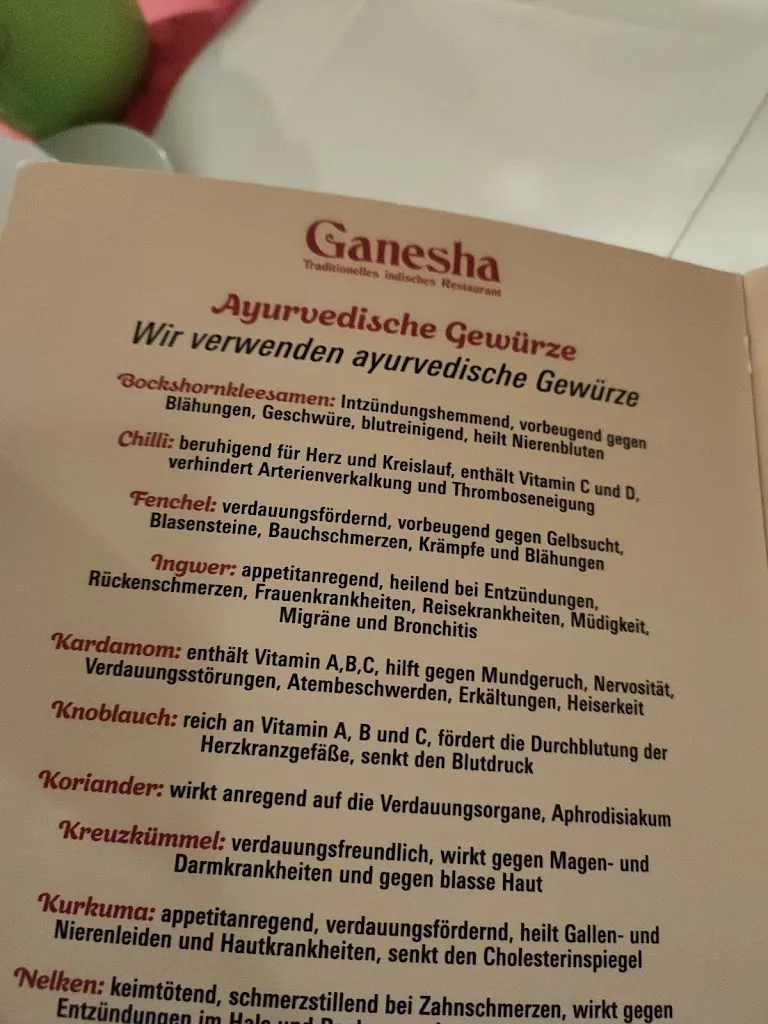 Ganesha
Traditionelles indisches Restaurant
Ayurvedische Gewürze
Wir verwenden ayurvedische Gewürze
Bockshornkleesamen: Intzündungshemmend, vorbeugend gegen
Blähungen, Geschwüre, blutreinigend, heilt Nierenbluten
Chilli: beruhigend für Herz und Kreislauf, enthält Vitamin C und D,
verhindert Arterienverkalkung und Thromboseneigung
Fenchel: verdauungsfördernd, vorbeugend gegen Gelbsucht,
Blasensteine, Bauchschmerzen, Krämpfe und Blähungen
Ingwer: appetitanregend, heilend bei Entzündungen,
Rückenschmerzen, Frauenkrankheiten, Reisekrankheiten, Müdigkeit,
Migräne und Bronchitis
Kardamom: enthält Vitamin A,B,C, hilft gegen Mundgeruch, Nervosität,
Verdauungsstörungen, Atembeschwerden, Erkältungen, Heiserkeit
Knoblauch: reich an Vitamin A, B und C, fördert die Durchblutung der
Herzkranzgefäße, senkt den Blutdruck
Koriander: wirkt anregend auf die Verdauungsorgane, Aphrodisiakum
Kreuzkümmel: verdauungsfreundlich, wirkt gegen Magen- und
Darmkrankheiten und gegen blasse Haut
Kurkuma: appetitanregend, verdauungsfördernd, heilt Gallen- und
Nierenleiden und Hautkrankheiten, senkt den Cholesterinspiegel
Nelken: keimtötend, schmerzstillend bei Zahnschmerzen, wirkt gegen
Entzündungen im Hals und